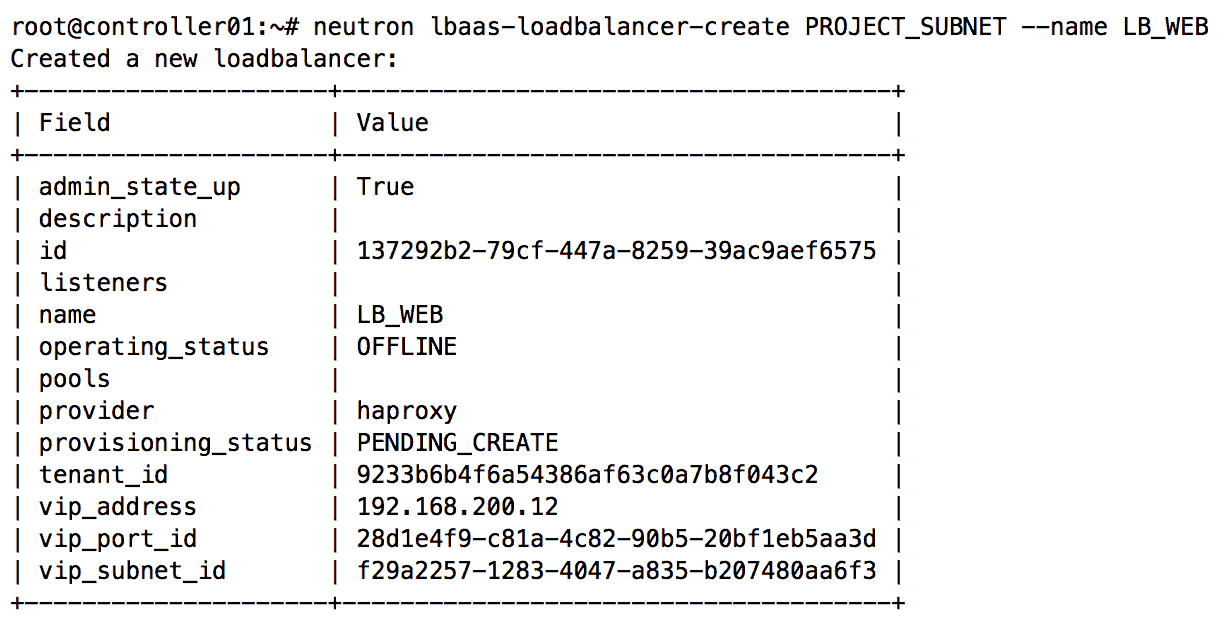 root@controller01:~# neutron lbaas-loadbalancer-create PROJECT_SUBNET --name LB_WEB
Created a new loadbalancer:
+---------------------+--------------------------------------+
| Field               | Value                                |
+---------------------+--------------------------------------+
| admin_state_up      | True                                 |
| description         |                                      |
| id                  | 137292b2-79cf-447a-8259-39ac9aef6575 |
| listeners           |                                      |
| name                | LB_WEB                               |
| operating_status    | OFFLINE                              |
| pools               |                                      |
| provider            | haproxy                              |
| provisioning_status | PENDING_CREATE                       |
| tenant_id           | 9233b6b4f6a54386af63c0a7b8f043c2     |
| vip_address         | 192.168.200.12                       |
| vip_port_id         | 28d1e4f9-c81a-4c82-90b5-20bf1eb5aa3d |
| vip_subnet_id       | f29a2257-1283-4047-a835-b207480aa6f3 |
+---------------------+--------------------------------------+